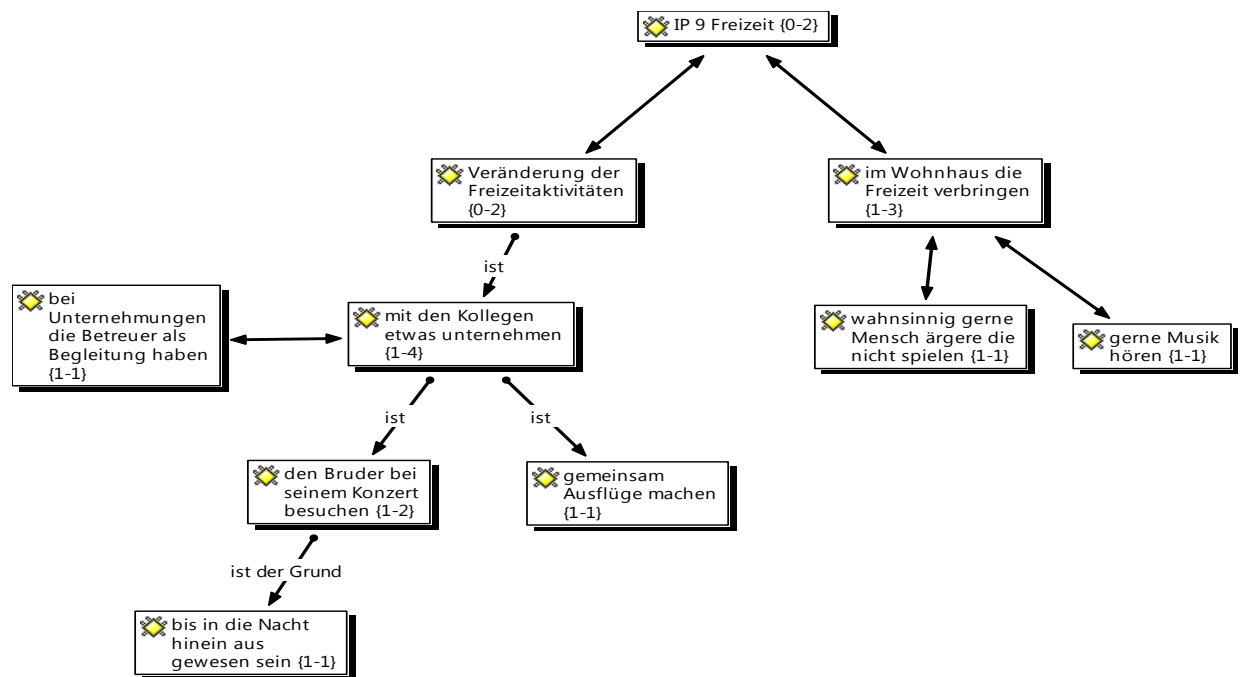 IP 9 Freizeit {0-2}
Veränderung der
Freizeitaktivitäten
{0-2}
im Wohnhaus die
Freizeit verbringen
{1-3}
ist
bei
Unternehmungen
die Betreuer als
Begleitung haben
{1-1}
mit den Kollegen
etwas unternehmen
{1-4}
wahnsinnig gerne
Mensch ärgere die
nicht spielen {1-1}
gerne Musik
hören {1-1}
ist
ist
den Bruder bei
seinem Konzert
besuchen {1-2}
gemeinsam
Ausflüge machen
{1-1}
ist der Grund
bis in die Nacht
hinein aus
gewesen sein {1-1}